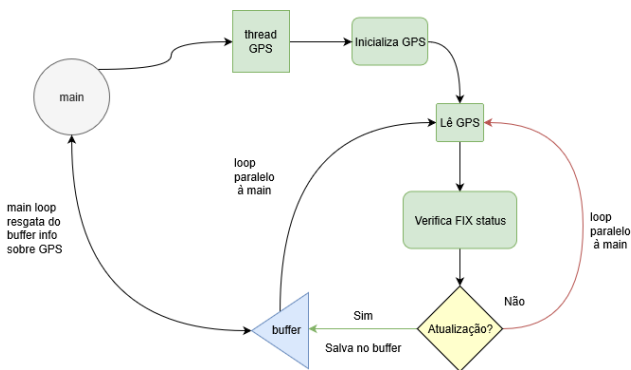 thread
GPS
Inicializa GPS
main
Lê GPS
loop
paralelo
à main
main loop
resgata do
buffer info
sobre GPS
Verifica FIX status
loop
paralelo
à main
Sim
Não
buffer
Atualização?
Salva no buffer